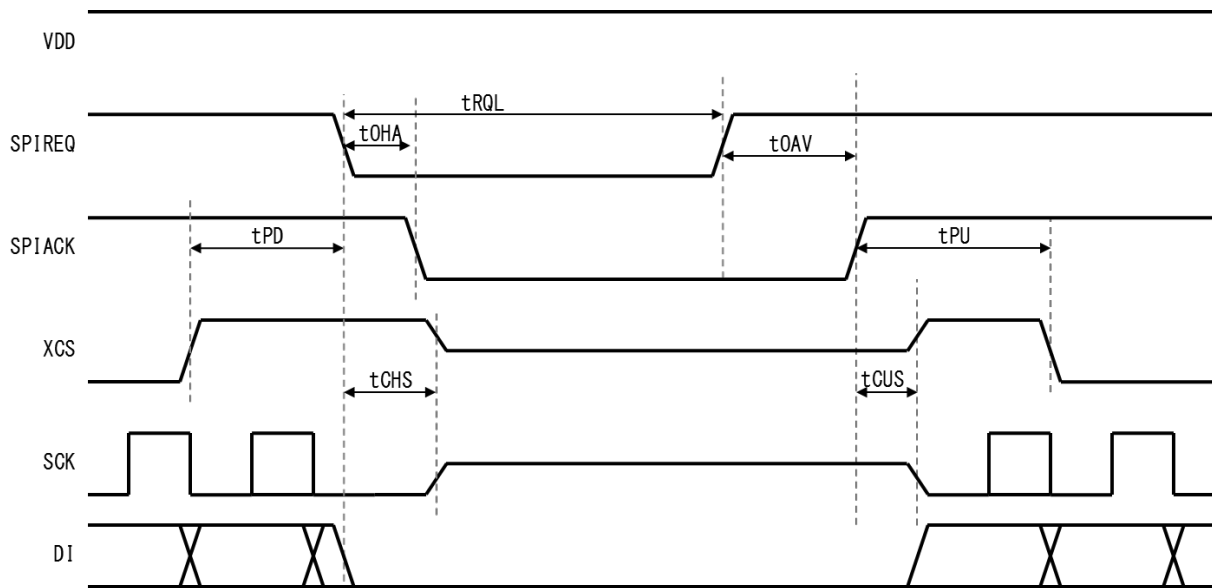 VDD
tRQL
SPIREQ
tOHA
tOAV
SPIACK
tPD
tPU
XCS
tCHS
tCUS
SCK
DI